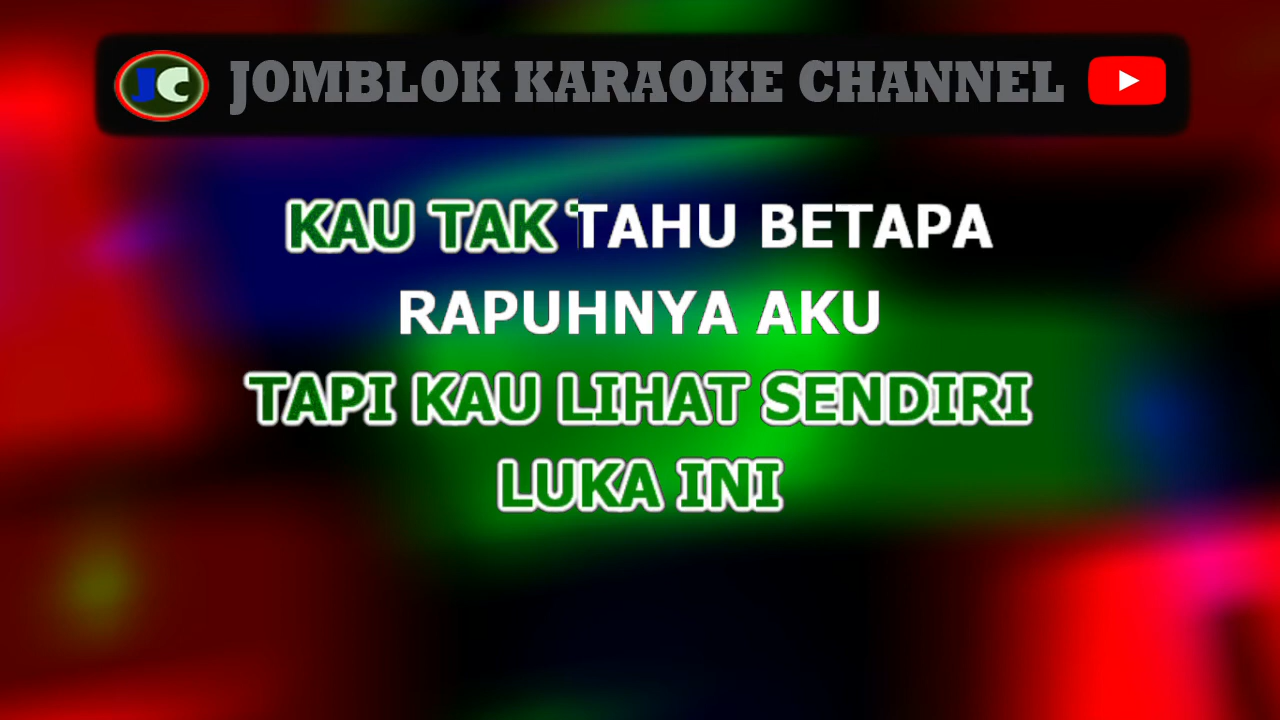 JC JOMBLOK KARAOKE CHANNEL
KAU TAK TAHU BETAPA
RAPUHNYA AKU
TAPI KAU LIHAT SENDIRI
LUKA INI